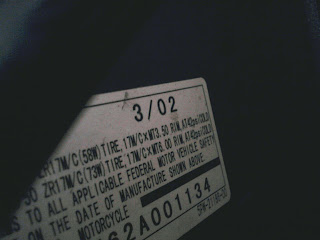 3/02
ZR17M/C(58W)TIRE, 17M/C×MT3.50 RIM, AT42psi(COLD)
ZR17M/C(73W)TIRE, 17M/C×MT6.00 RIM, AT42psi(COLD)
TO ALL APPLICABLE FEDERAL MOTOR VEHICLE SAFETY
ON THE DATE OF MANUFACTURE SHOWN ABOVE
62A001134
MOTORCYCLE